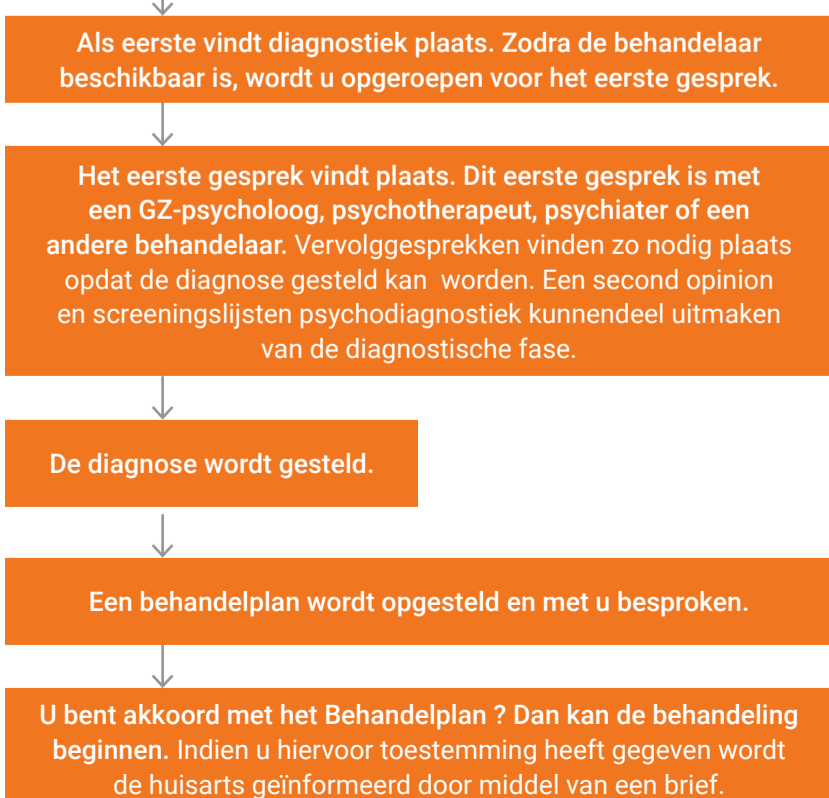 Als eerste vindt diagnostiek plaats. Zodra de behandelaar
beschikbaar is, wordt u opgeroepen voor het eerste gesprek.
Het eerste gesprek vindt plaats. Dit eerste gesprek is met
een GZ-psycholoog, psychotherapeut, psychiater of een
andere behandelaar. Vervolggesprekken vinden zo nodig plaats
opdat de diagnose gesteld kan  worden. Een second opinion
en screeningslijsten psychodiagnostiek kunnendeel uitmaken
van de diagnostische fase.
De diagnose wordt gesteld.
Een behandelplan wordt opgesteld en met u besproken.
U bent akkoord met het Behandelplan ? Dan kan de behandeling
beginnen. Indien u hiervoor toestemming heeft gegeven wordt
de huisarts geïnformeerd door middel van een brief.